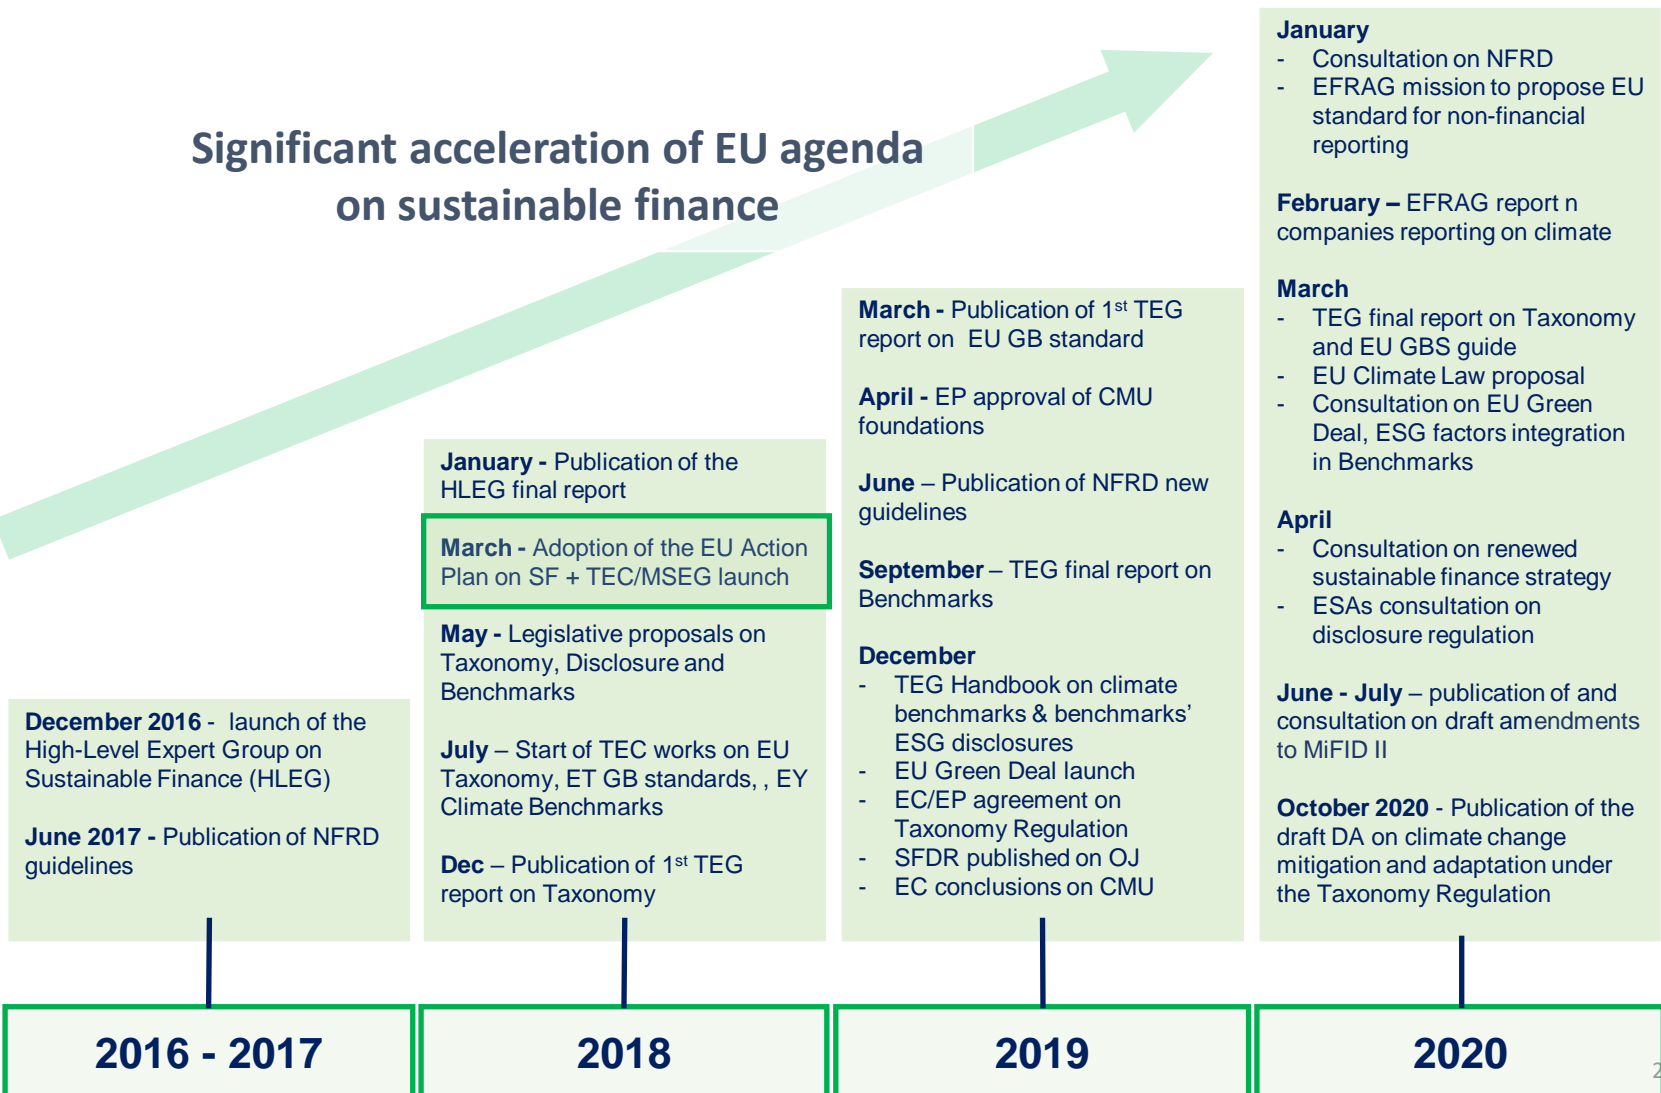 Significant acceleration of EU agenda
on sustainable finance
December 2016 - launch of the
High-Level Expert Group on
Sustainable Finance (HLEG)
June 2017 - Publication of NFRD
guidelines
January - Publication of the
HLEG final report
March - Adoption of the EU Action
Plan on SF + TEC/MSEG launch
May - Legislative proposals on
Taxonomy, Disclosure and
Benchmarks
July – Start of TEC works on EU
Taxonomy, ET GB standards, , EY
Climate Benchmarks
Dec – Publication of 1st TEG
report on Taxonomy
March - Publication of 1st TEG
report on EU GB standard
April - EP approval of CMU
foundations
June – Publication of NFRD new
guidelines
September – TEG final report on
Benchmarks
December
- TEG Handbook on climate
benchmarks & benchmarks’
ESG disclosures
- EU Green Deal launch
- EC/EP agreement on
Taxonomy Regulation
- SFDR published on OJ
- EC conclusions on CMU
January
- Consultation on NFRD
- EFRAG mission to propose EU
standard for non-financial
reporting
February – EFRAG report n
companies reporting on climate
March
- TEG final report on Taxonomy
and EU GBS guide
- EU Climate Law proposal
- Consultation on EU Green
Deal, ESG factors integration
in Benchmarks
April
- Consultation on renewed
sustainable finance strategy
- ESAs consultation on
disclosure regulation
June - July – publication of and
consultation on draft amendments
to MiFID II
October 2020 - Publication of the
draft DA on climate change
mitigation and adaptation under
the Taxonomy Regulation
2016 - 2017
2018
2019
2020
2